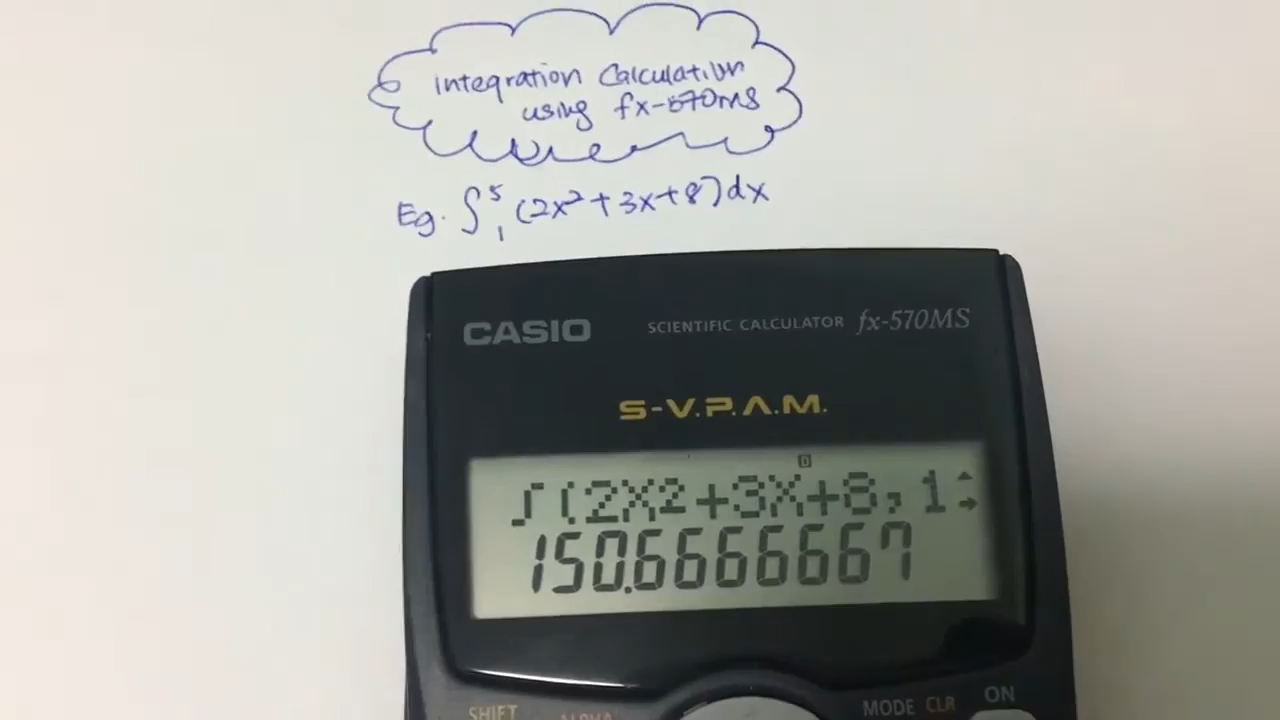 integration Calculation
using fx-570MS
Eg. ∫₁⁵ (2x²+3x+8)dx
CASIO SCIENTIFIC CALCULATOR fx-570MS
S-V.P.A.M.
D
∫(2X2+3X+8,1
150.6666667
SHIFT ALPHA MODE CLR ON